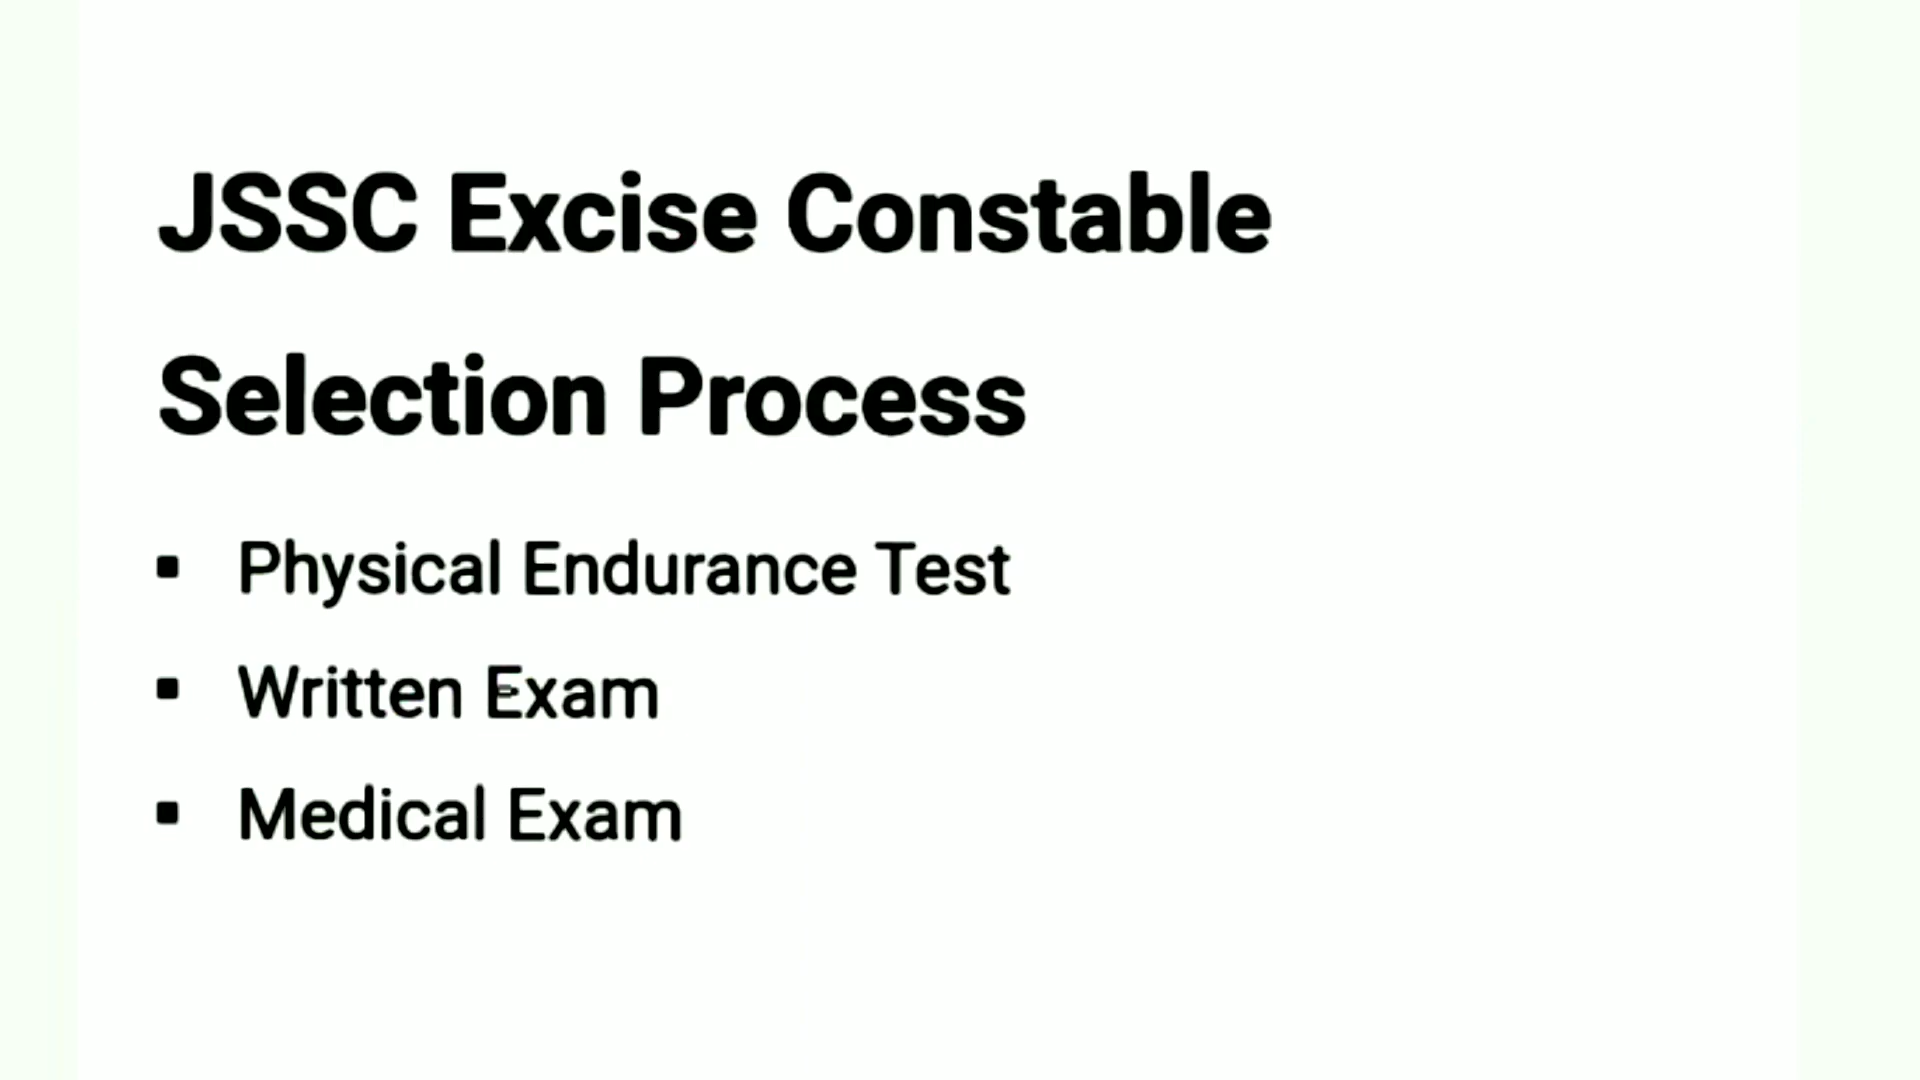 JSSC Excise Constable
Selection Process
▪ Physical Endurance Test
▪ Written Exam
▪ Medical Exam